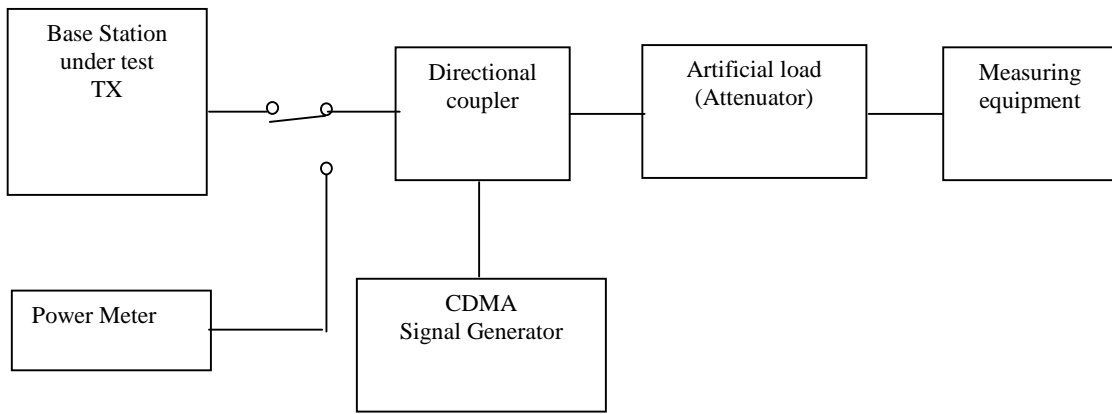 Base Station
under test
TX
Directional
coupler
Artificial load
(Attenuator)
Measuring
equipment
Power Meter
CDMA
Signal Generator